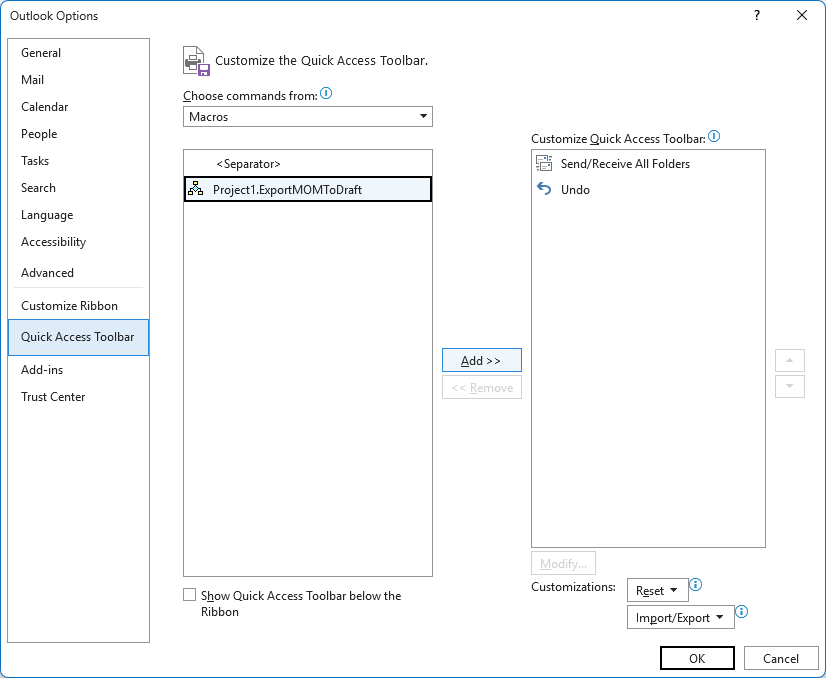 Outlook Options
?
General
Mail
Calendar
People
Tasks
Search
Language
Accessibility
Advanced
Customize Ribbon
Quick Access Toolbar
Add-ins
Trust Center
Customize the Quick Access Toolbar.
Choose commands from:
Macros
<Separator>
Project1.ExportMOMToDraft
Show Quick Access Toolbar below the
Ribbon
Add >>
<< Remove
Customize Quick Access Toolbar:
Send/Receive All Folders
Undo
Modify...
Customizations:
Reset
Import/Export
OK
Cancel